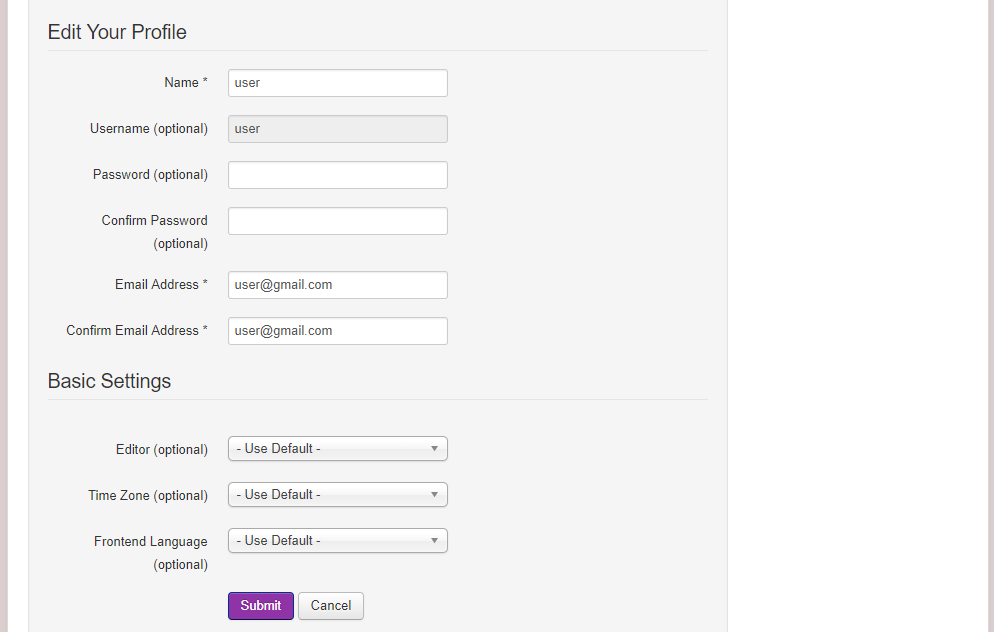 Edit Your Profile
Name * user
Username (optional) user
Password (optional)
Confirm Password
(optional)
Email Address * user@gmail.com
Confirm Email Address * user@gmail.com
Basic Settings
Editor (optional) - Use Default -
Time Zone (optional) - Use Default -
Frontend Language - Use Default -
(optional)
Submit Cancel